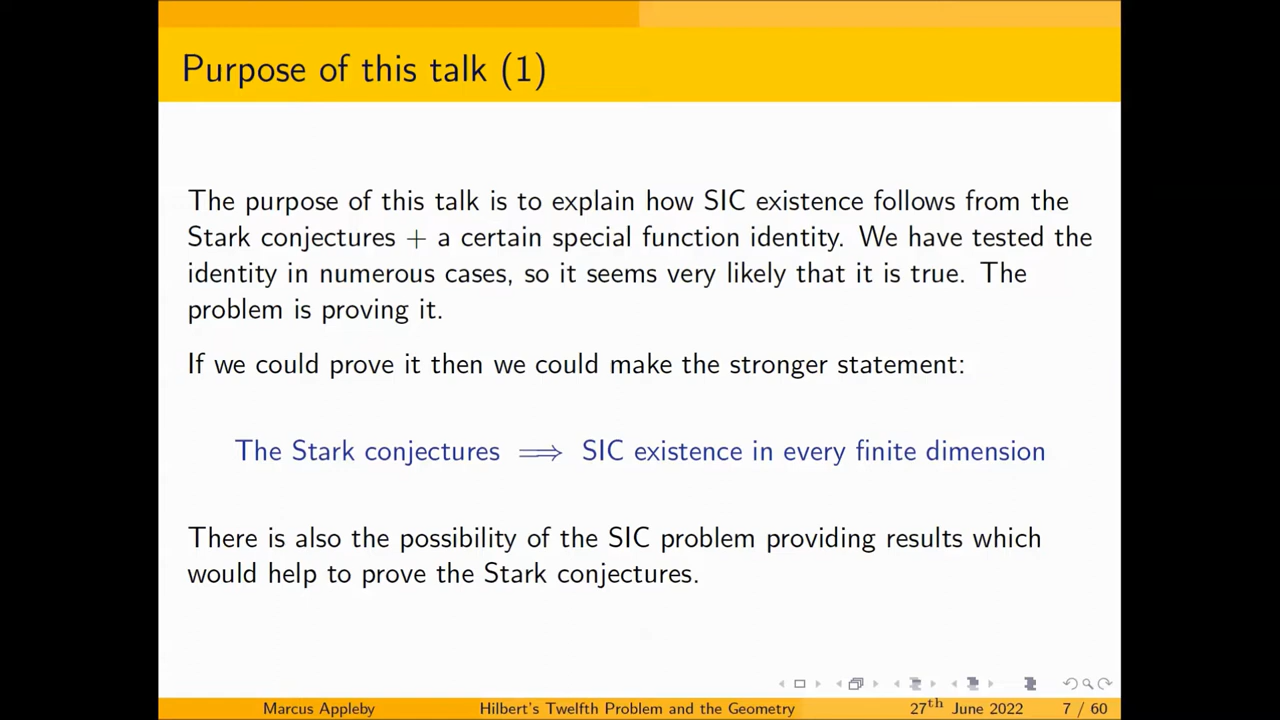 Purpose of this talk (1)
The purpose of this talk is to explain how SIC existence follows from the
Stark conjectures + a certain special function identity. We have tested the
identity in numerous cases, so it seems very likely that it is true. The
problem is proving it.
If we could prove it then we could make the stronger statement:
The Stark conjectures ⟹ SIC existence in every finite dimension
There is also the possibility of the SIC problem providing results which
would help to prove the Stark conjectures.
Marcus Appleby Hilbert's Twelfth Problem and the Geometry 27th June 2022 7 / 60